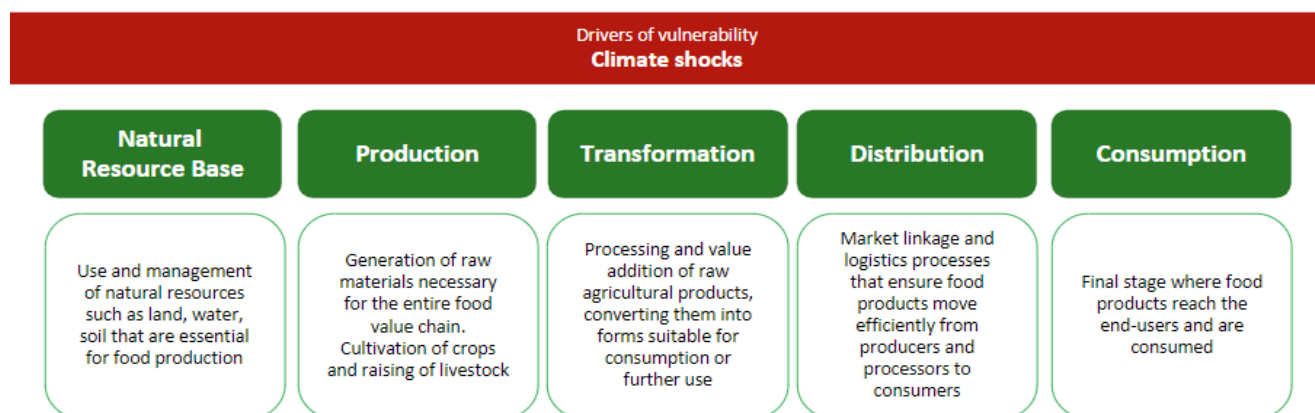 Drivers of vulnerability
Climate shocks
Natural
Resource Base
Production
Transformation
Distribution
Consumption
Use and management
of natural resources
such as land, water,
soil that are essential
for food production
Generation of raw
materials necessary
for the entire food
value chain.
Cultivation of crops
and raising of livestock
Processing and value
addition of raw
agricultural products,
converting them into
forms suitable for
consumption or
further use
Market linkage and
logistics processes
that ensure food
products move
efficiently from
producers and
processors to
consumers
Final stage where food
products reach the
end-users and are
consumed